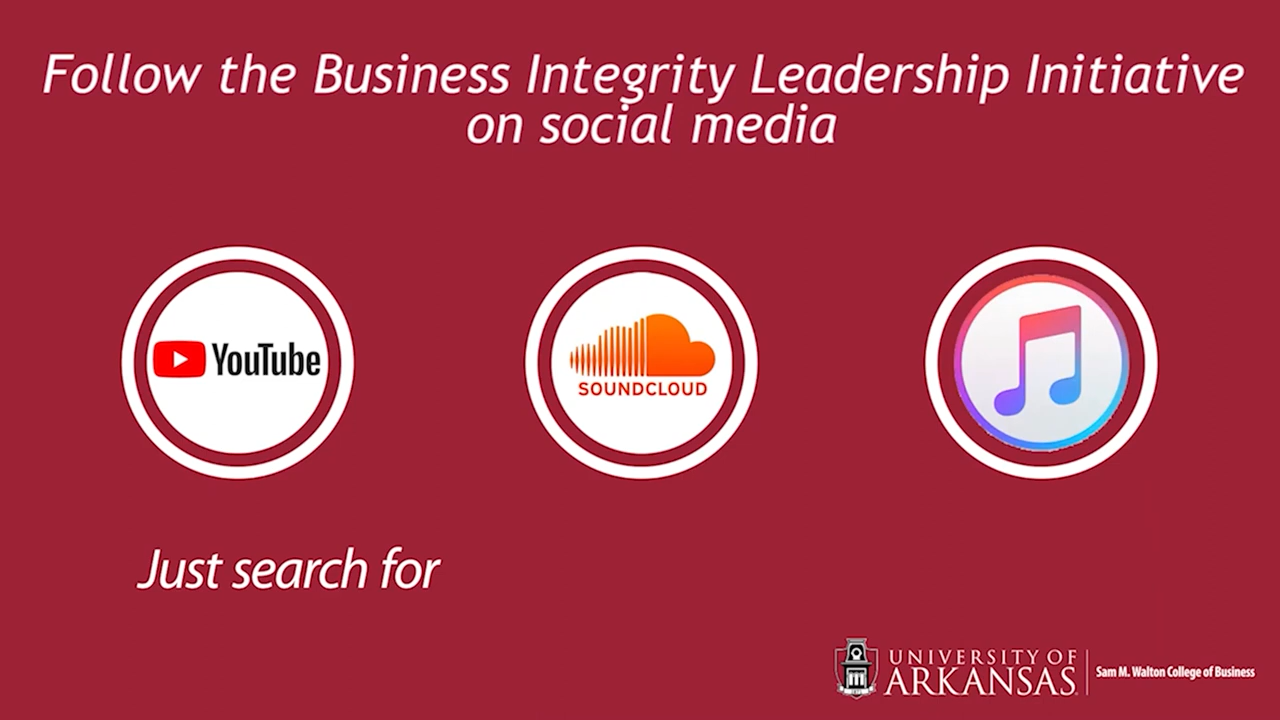 Follow the Business Integrity Leadership Initiative
on social media
YouTube
SOUNDCLOUD
Just search for
UNIVERSITY OF
ARKANSAS
Sam M. Walton College of Business